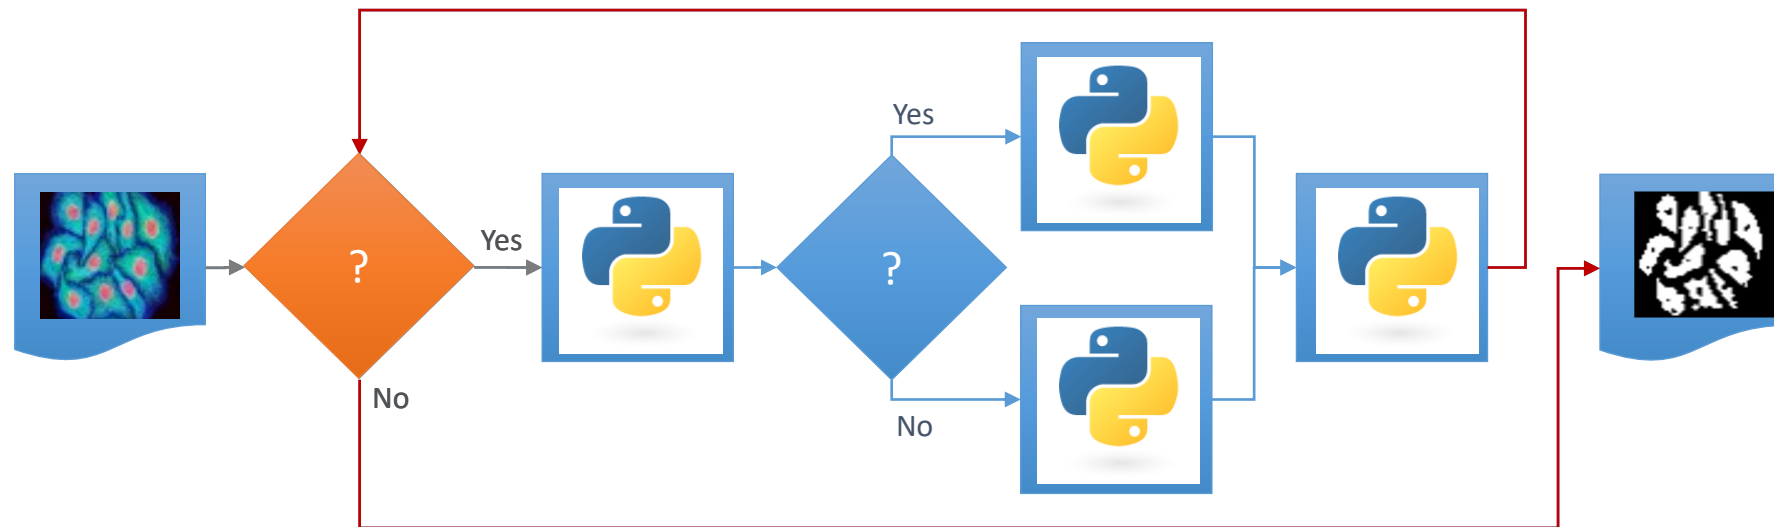 ?
Yes
No
?
Yes
No